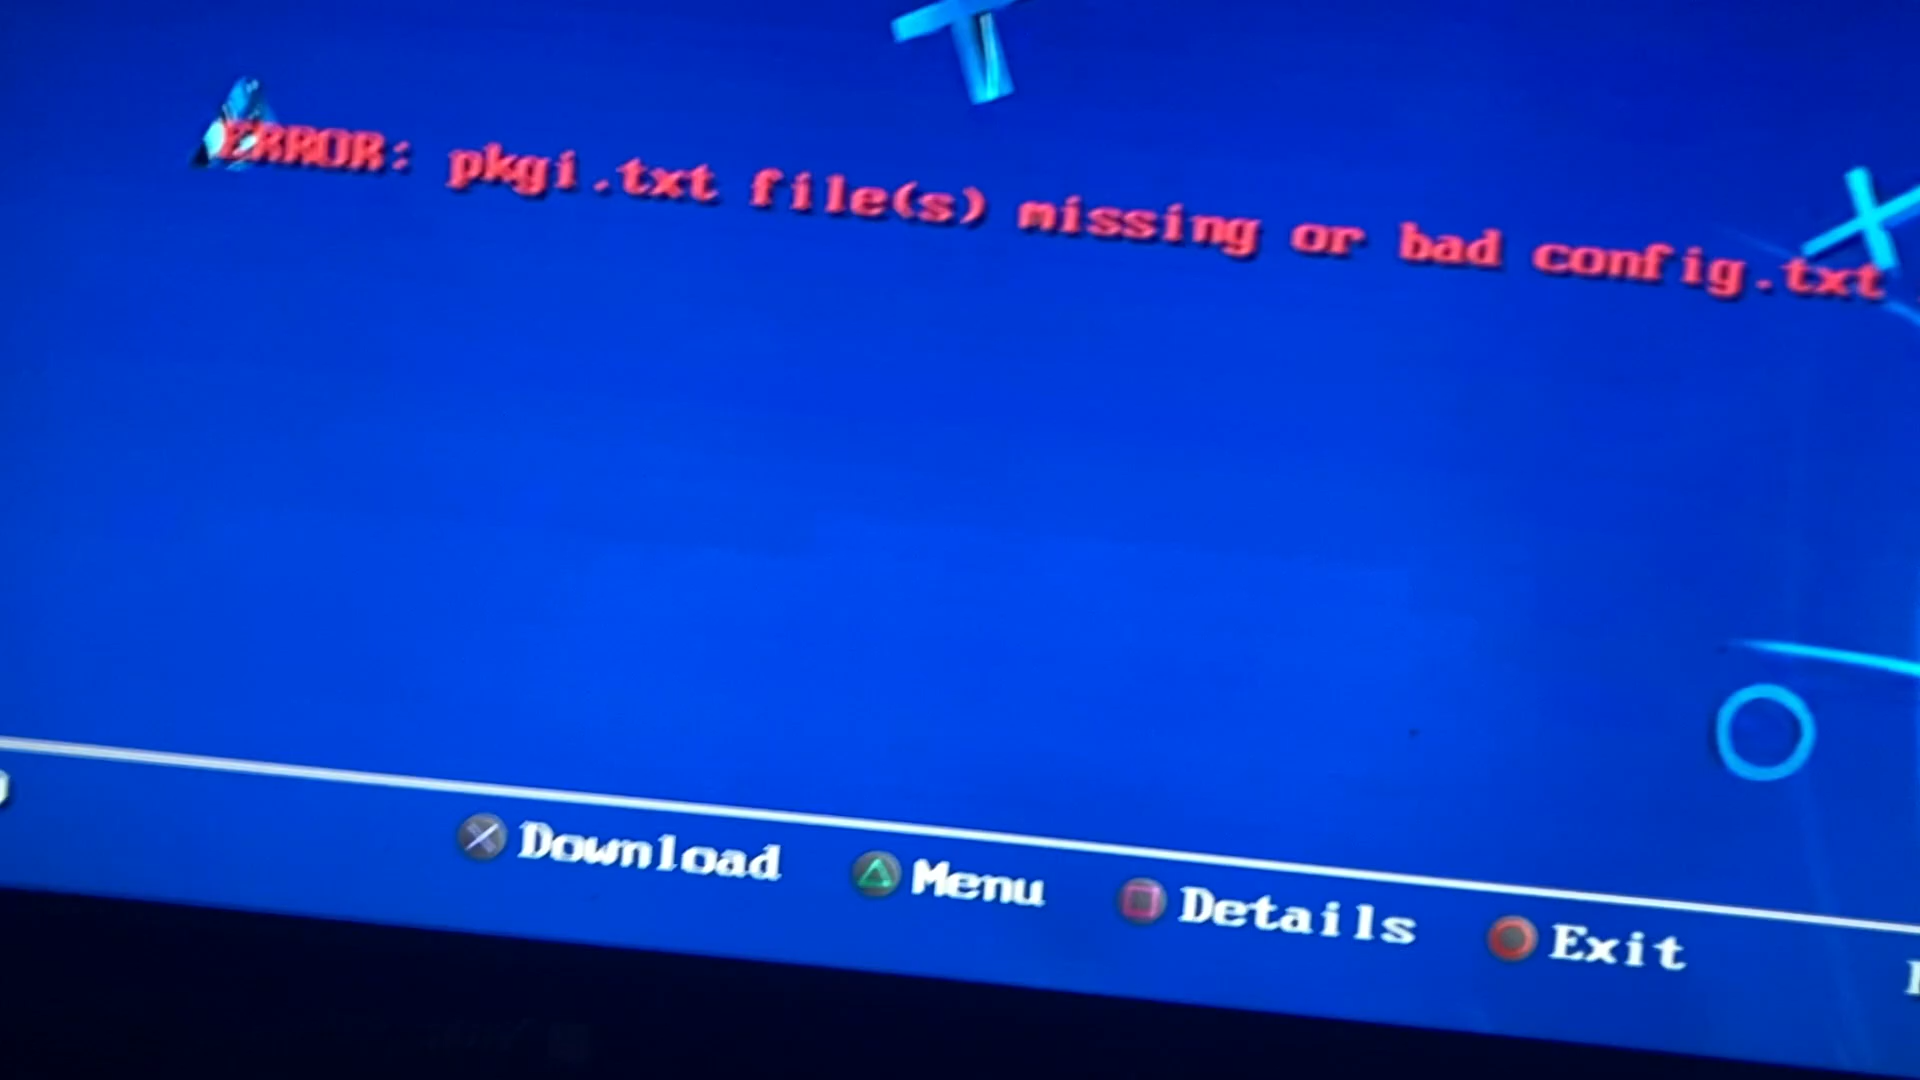 ERROR: pkgi.txt file(s) missing or bad config.txt
Download Menu Details Exit